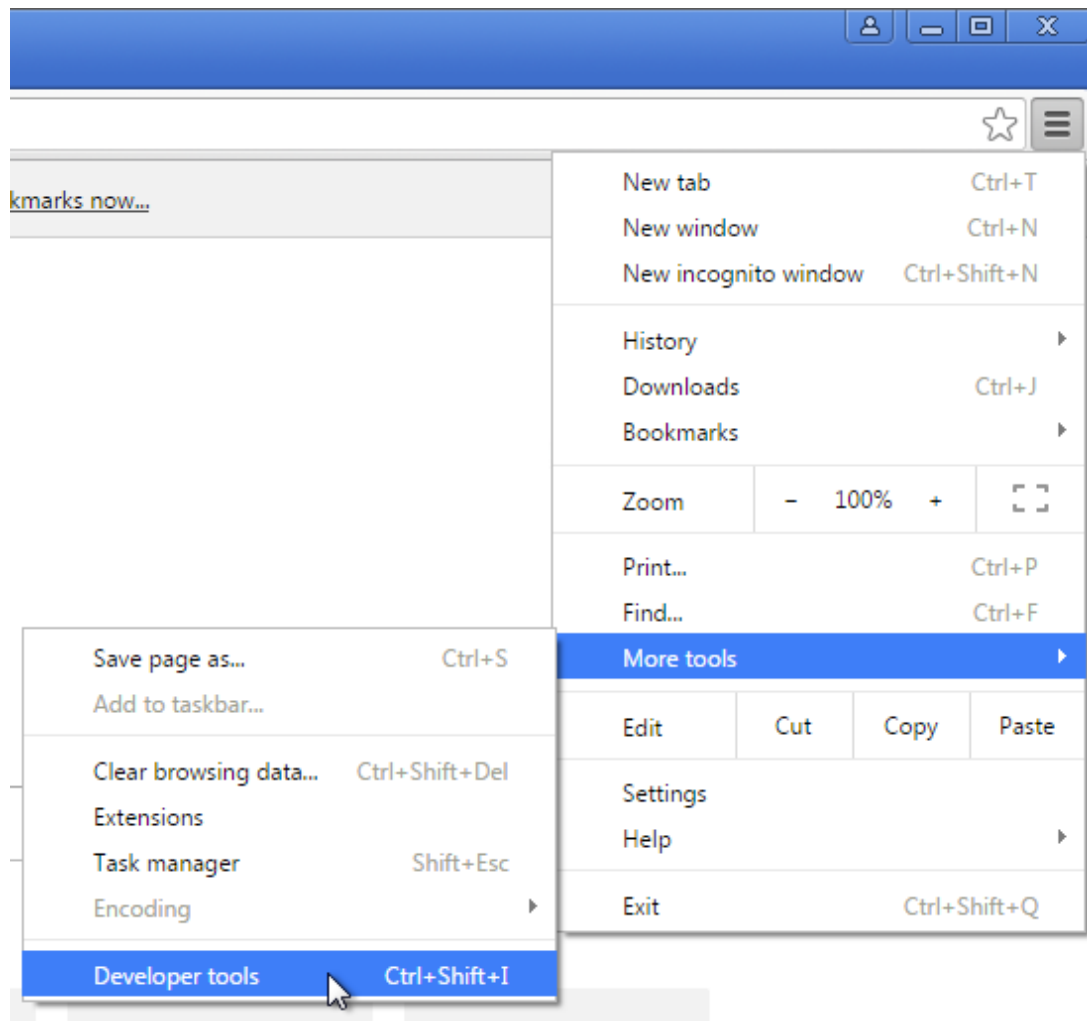 kmarks now...
New tab Ctrl+T
New window Ctrl+N
New incognito window Ctrl+Shift+N
History
Downloads Ctrl+J
Bookmarks
Zoom - 100% +
Print... Ctrl+P
Find... Ctrl+F
More tools
Edit Cut Copy Paste
Settings
Help
Exit Ctrl+Shift+Q
Save page as... Ctrl+S
Add to taskbar...
Clear browsing data... Ctrl+Shift+Del
Extensions
Task manager Shift+Esc
Encoding
Developer tools Ctrl+Shift+I